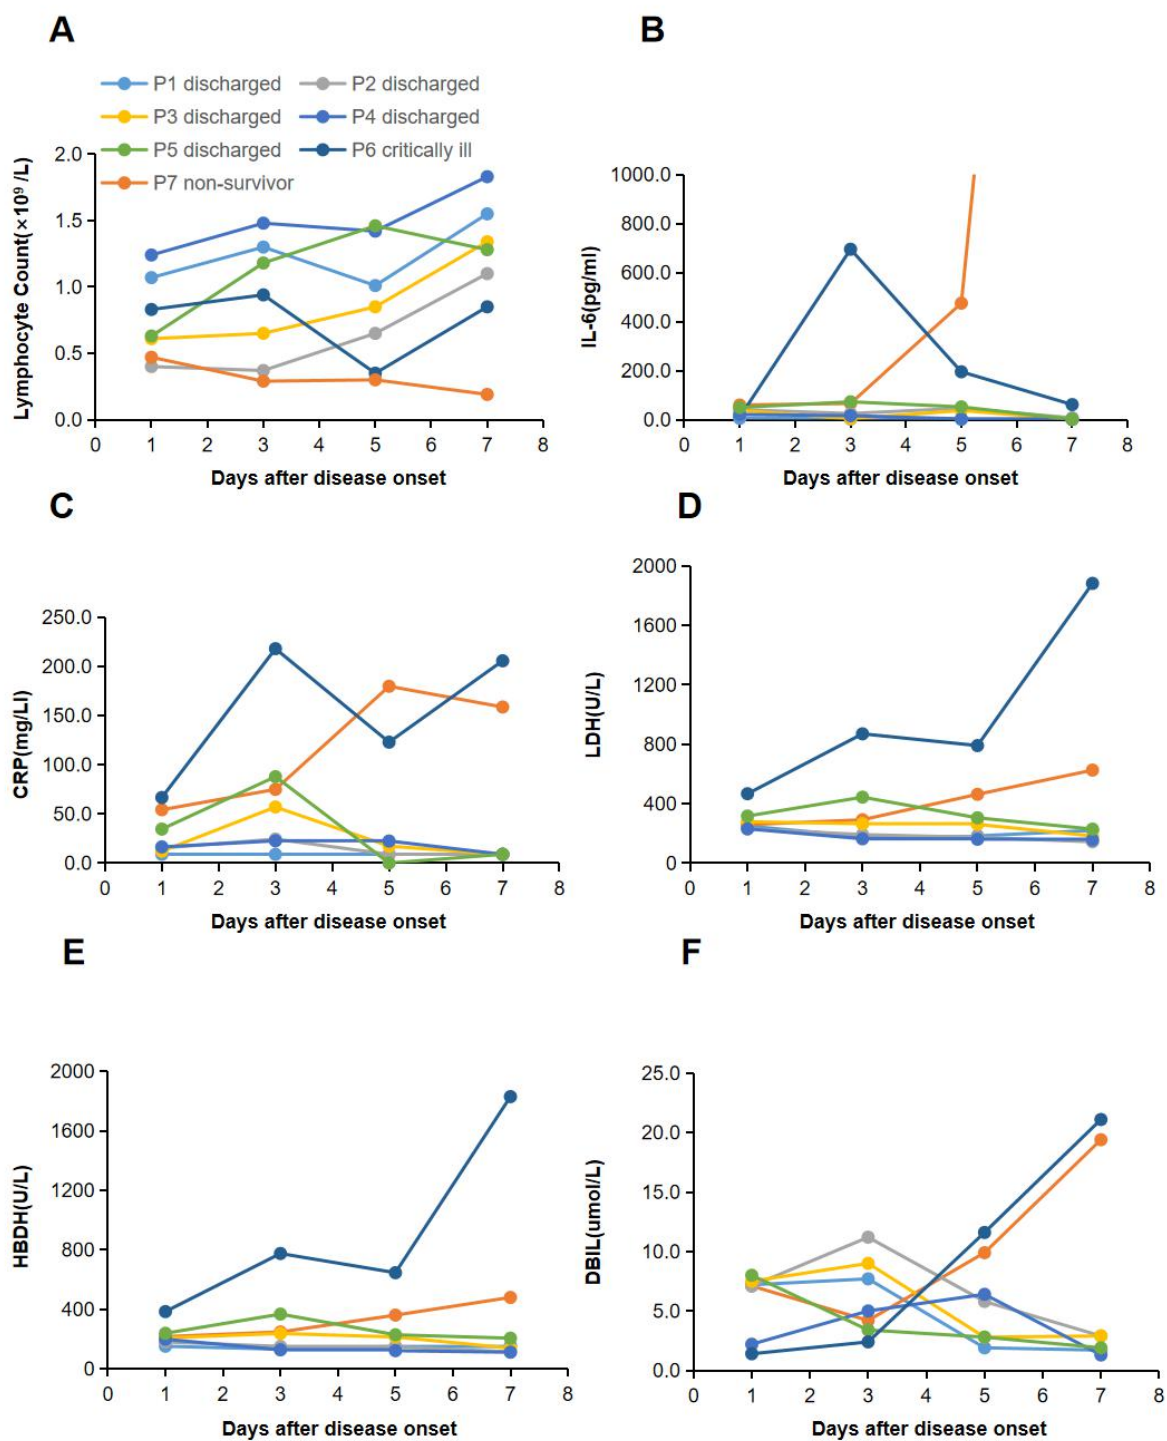 A
P1 discharged P2 discharged
P3 discharged P4 discharged
P5 discharged P6 critically ill
P7 non-survivor
Lymphocyte Count(×10⁹ /L)
2.0
1.5
1.0
0.5
0.0
0 1 2 3 4 5 6 7 8
Days after disease onset
B
IL-6(pg/ml)
1000.0
800.0
600.0
400.0
200.0
0.0
0 1 2 3 4 5 6 7 8
Days after disease onset
C
CRP(mg/LI)
250.0
200.0
150.0
100.0
50.0
0.0
0 1 2 3 4 5 6 7 8
Days after disease onset
D
LDH(U/L)
2000
1600
1200
800
400
0
0 1 2 3 4 5 6 7 8
Days after disease onset
E
HBDH(U/L)
2000
1600
1200
800
400
0
0 1 2 3 4 5 6 7 8
Days after disease onset
F
DBIL(umol/L)
25.0
20.0
15.0
10.0
5.0
0.0
0 1 2 3 4 5 6 7 8
Days after disease onset